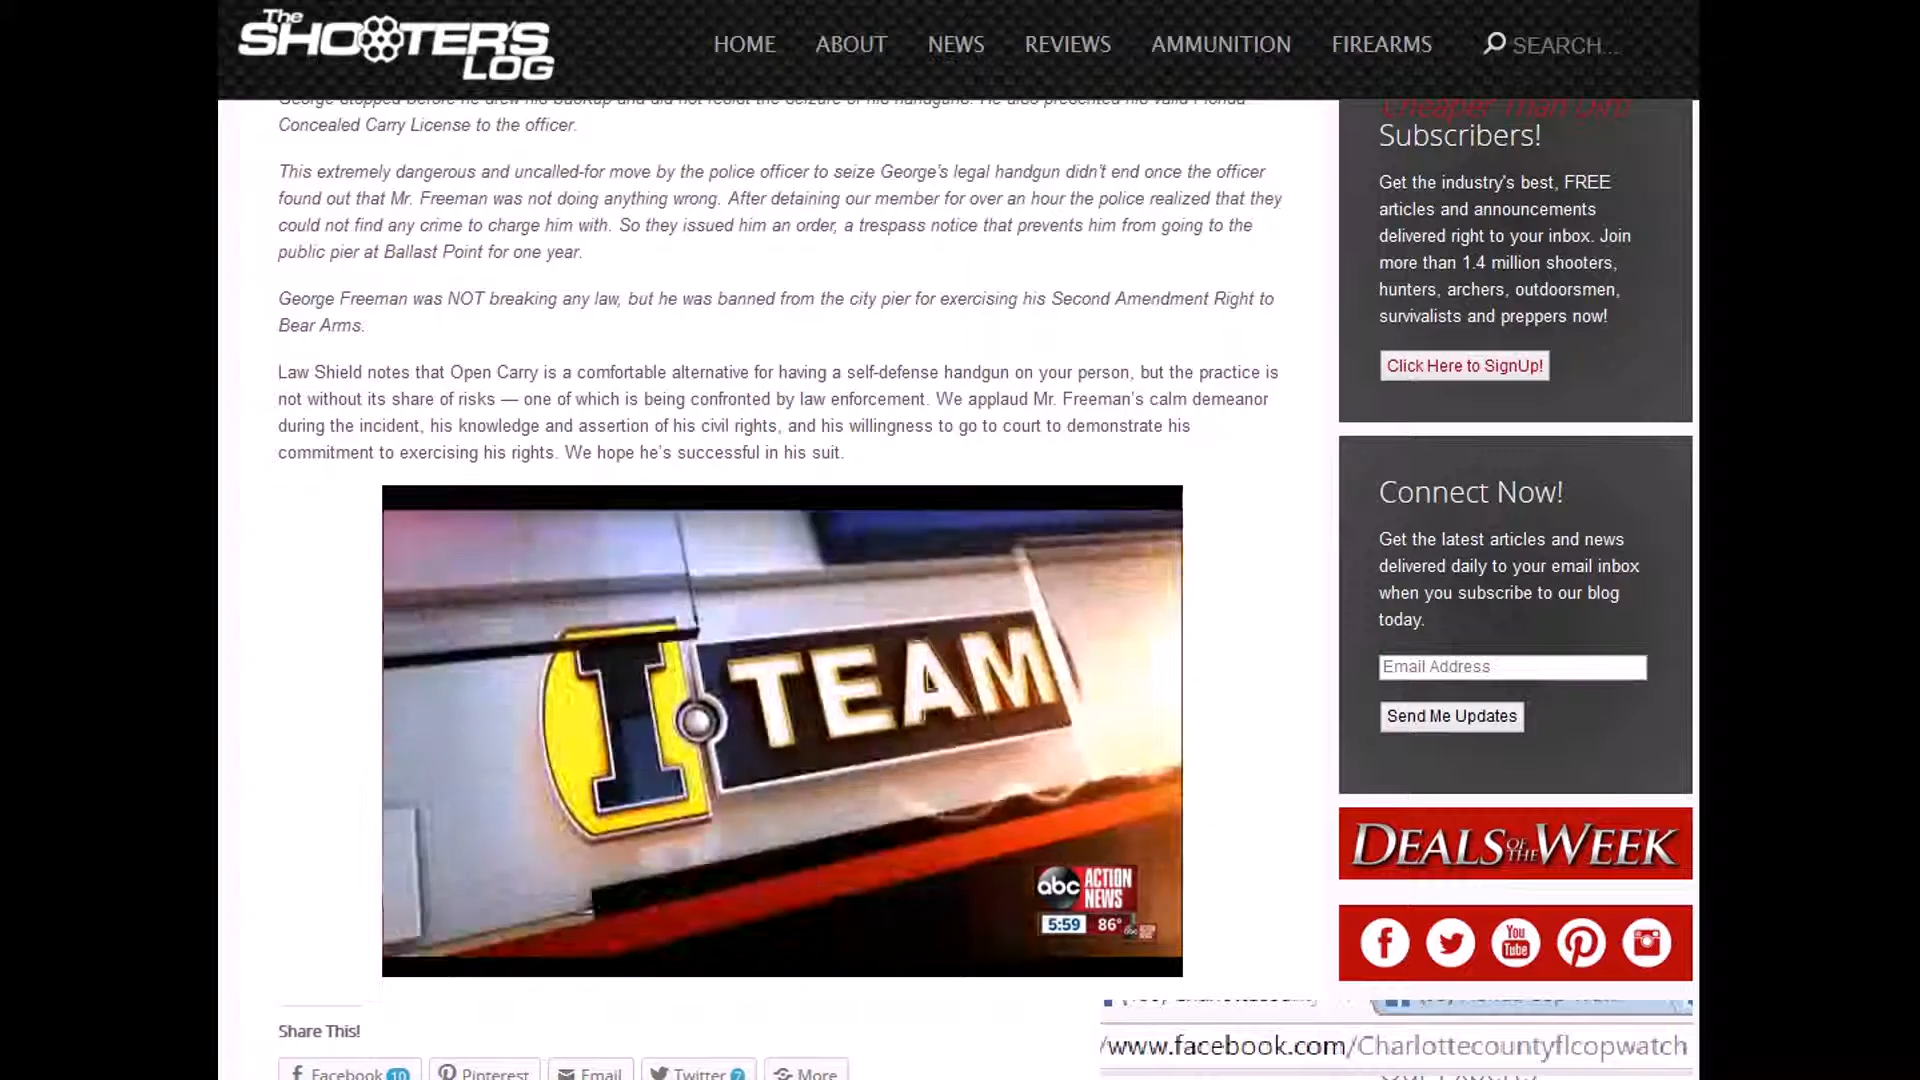 The
SHOOTER'S
LOG
HOME
ABOUT
NEWS
REVIEWS
AMMUNITION
FIREARMS
SEARCH...
George stopped before he drew his backup and did not resist the seizure of his handguns. He also presented his valid Florida
Concealed Carry License to the officer.
This extremely dangerous and uncalled-for move by the police officer to seize George's legal handgun didn't end once the officer
found out that Mr. Freeman was not doing anything wrong. After detaining our member for over an hour the police realized that they
could not find any crime to charge him with. So they issued him an order, a trespass notice that prevents him from going to the
public pier at Ballast Point for one year.
George Freeman was NOT breaking any law, but he was banned from the city pier for exercising his Second Amendment Right to
Bear Arms.
Law Shield notes that Open Carry is a comfortable alternative for having a self-defense handgun on your person, but the practice is
not without its share of risks — one of which is being confronted by law enforcement. We applaud Mr. Freeman's calm demeanor
during the incident, his knowledge and assertion of his civil rights, and his willingness to go to court to demonstrate his
commitment to exercising his rights. We hope he's successful in his suit.
I TEAM
abc ACTION
NEWS
5:59 86°
Share This!
Facebook 10
Pinterest
Email
Twitter 7
More
Cheaper Than Dirt!
Subscribers!
Get the industry's best, FREE
articles and announcements
delivered right to your inbox. Join
more than 1.4 million shooters,
hunters, archers, outdoorsmen,
survivalists and preppers now!
Click Here to SignUp!
Connect Now!
Get the latest articles and news
delivered daily to your email inbox
when you subscribe to our blog
today.
Email Address
Send Me Updates
DEALS OF THE WEEK
You
Tube
/www.facebook.com/Charlottecountyflcopwatch